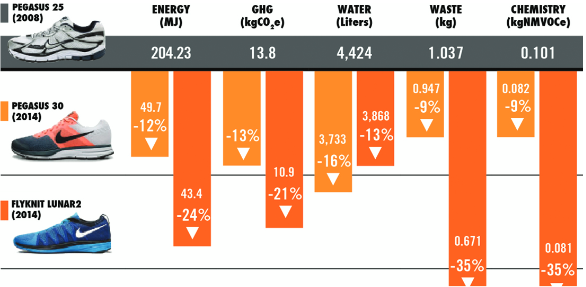 PEGASUS 25
(2008)
ENERGY
(MJ)
GHG
(kgCO₂e)
WATER
(Liters)
WASTE
(kg)
CHEMISTRY
(kgNMVOCe)
204.23
13.8
4,424
1.037
0.101
PEGASUS 30
(2014)
49.7
-12%
-13%
3,733
-16%
3,868
-13%
0.947
-9%
0.082
-9%
FLYKNIT LUNAR2
(2014)
43.4
-24%
10.9
-21%
0.671
-35%
0.081
-35%